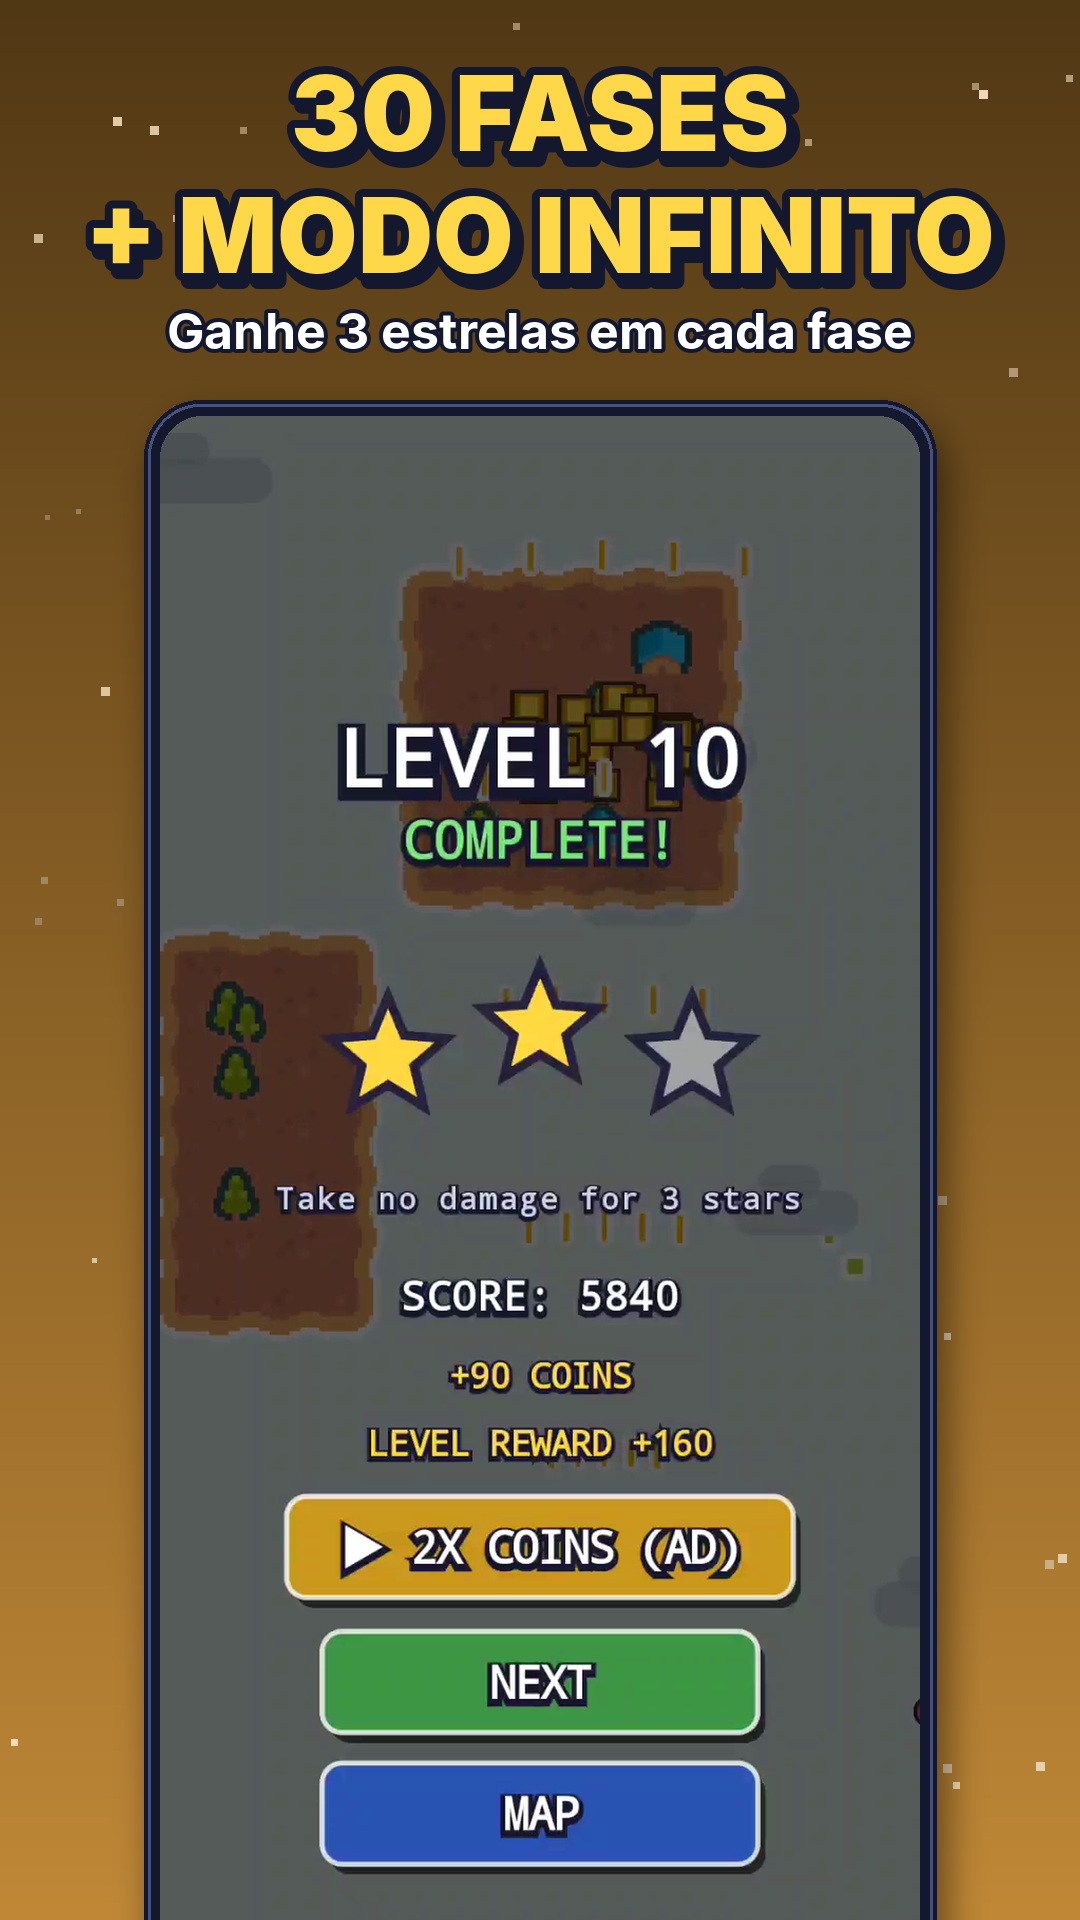 30 FASES
+ MODO INFINITO
Ganhe 3 estrelas em cada fase
LEVEL 10
COMPLETE!
Take no damage for 3 stars
SCORE: 5840
+90 COINS
LEVEL REWARD +160
2X COINS (AD)
NEXT
MAP